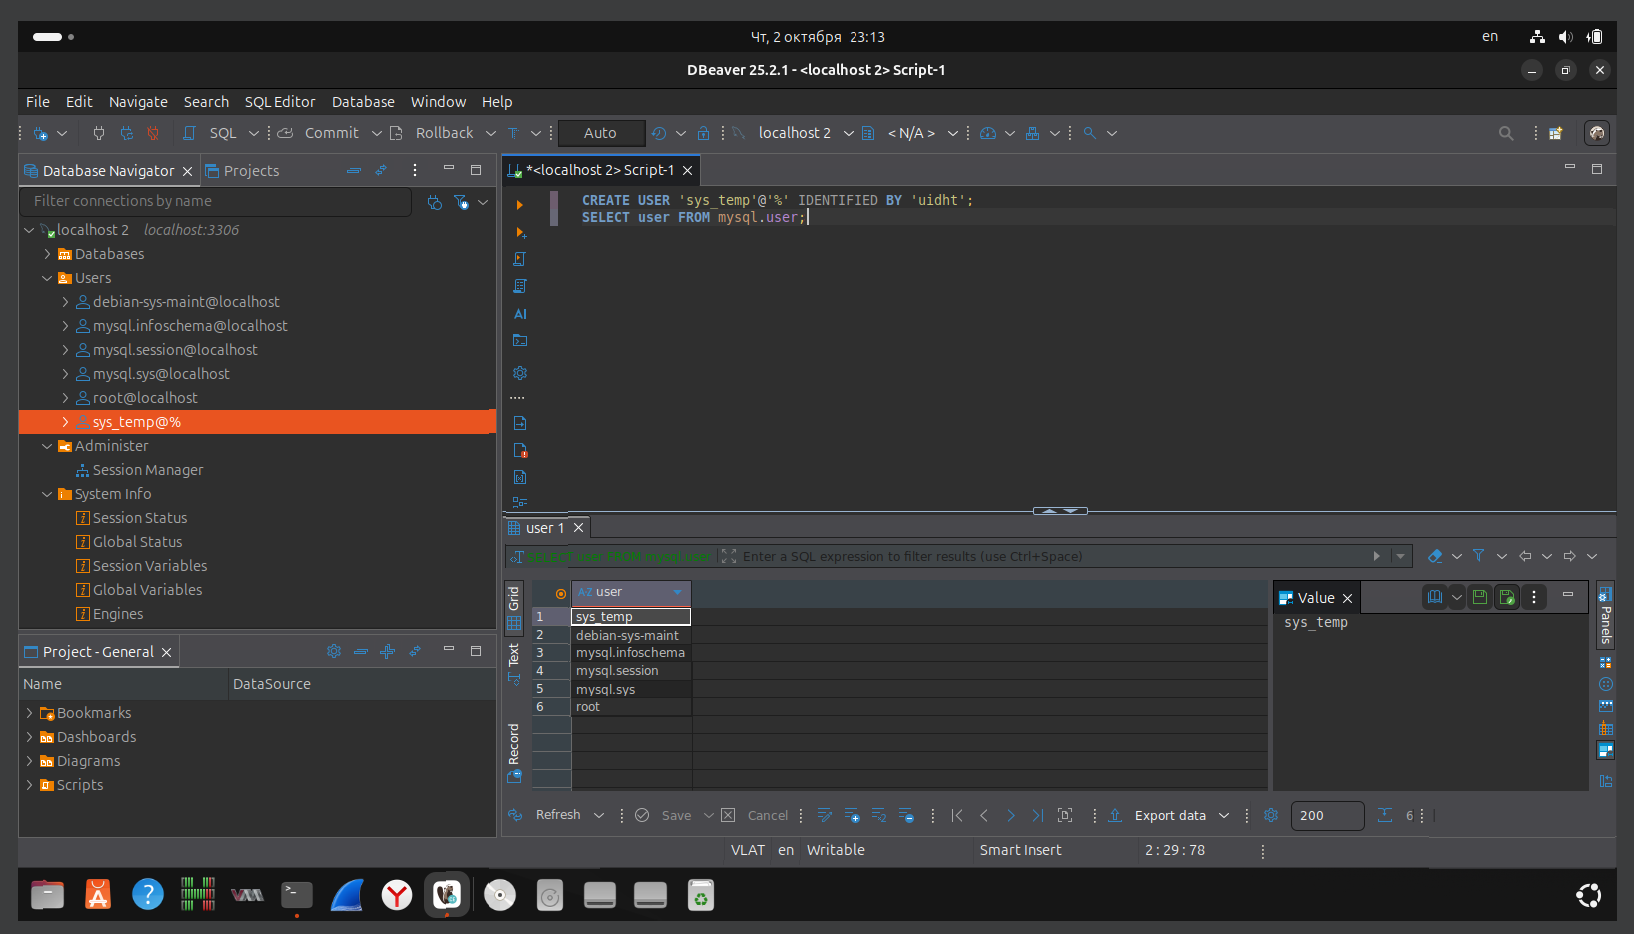 Чт, 2 октября 23:13
en
DBeaver 25.2.1 - <localhost 2> Script-1
File Edit Navigate Search SQL Editor Database Window Help
SQL Commit Rollback T Auto localhost 2 < N/A >
Database Navigator Projects
*<localhost 2> Script-1
Filter connections by name
localhost 2 localhost:3306
Databases
Users
debian-sys-maint@localhost
mysql.infoschema@localhost
mysql.session@localhost
mysql.sys@localhost
root@localhost
sys_temp@%
Administer
Session Manager
System Info
Session Status
Global Status
Session Variables
Global Variables
Engines
Project - General
Name DataSource
Bookmarks
Dashboards
Diagrams
Scripts
AI
CREATE USER 'sys_temp'@'%' IDENTIFIED BY 'uidht';
SELECT user FROM mysql.user;
user 1
SELECT user FROM mysql.user Enter a SQL expression to filter results (use Ctrl+Space)
Grid
Text
Record
A-Z user
1 sys_temp
2 debian-sys-maint
3 mysql.infoschema
4 mysql.session
5 mysql.sys
6 root
Value
sys_temp
Panels
Refresh Save Cancel Export data 200 6
VLAT en Writable Smart Insert 2 : 29 : 78